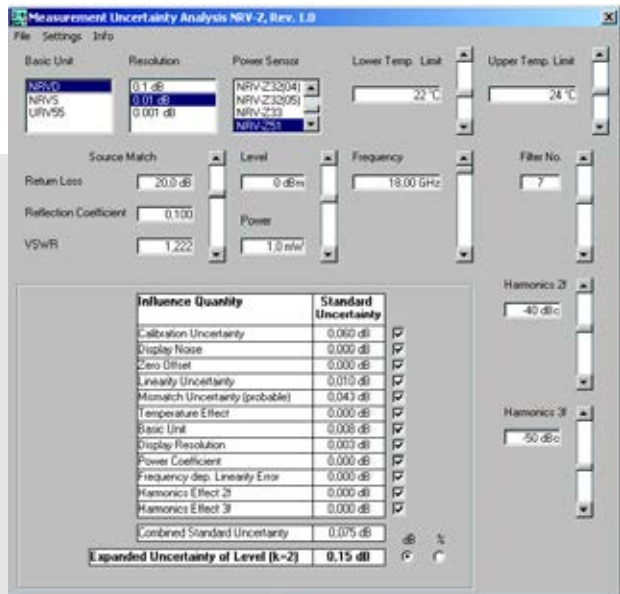 Measurement Uncertainty Analysis NRV-Z, Rev. 1.0
File Settings Info
Basic Unit
NRVD
NRVS
URV55
Resolution
0.1 dB
0.01 dB
0.001 dB
Power Sensor
NRV-Z32(04)
NRV-Z32(05)
NRV-Z33
NRV-Z51
Lower Temp. Limit
22 °C
Upper Temp. Limit
24 °C
Source Match
Return Loss 20,0 dB
Reflection Coefficient 0,100
VSWR 1,222
Level
0 dBm
Power
1,0 mW
Frequency
18,00 GHz
Filter No.
7
Harmonics 2f
-40 dBc
Harmonics 3f
-50 dBc
Influence Quantity Standard Uncertainty
Calibration Uncertainty 0,060 dB
Display Noise 0,000 dB
Zero Offset 0,000 dB
Linearity Uncertainty 0,010 dB
Mismatch Uncertainty (probable) 0,043 dB
Temperature Effect 0,000 dB
Basic Unit 0,008 dB
Display Resolution 0,003 dB
Power Coefficient 0,000 dB
Frequency dep. Linearity Error 0,000 dB
Harmonics Effect 2f 0,000 dB
Harmonics Effect 3f 0,000 dB
Combined Standard Uncertainty 0,075 dB
dB %
Expanded Uncertainty of Level (k=2) 0,15 dB